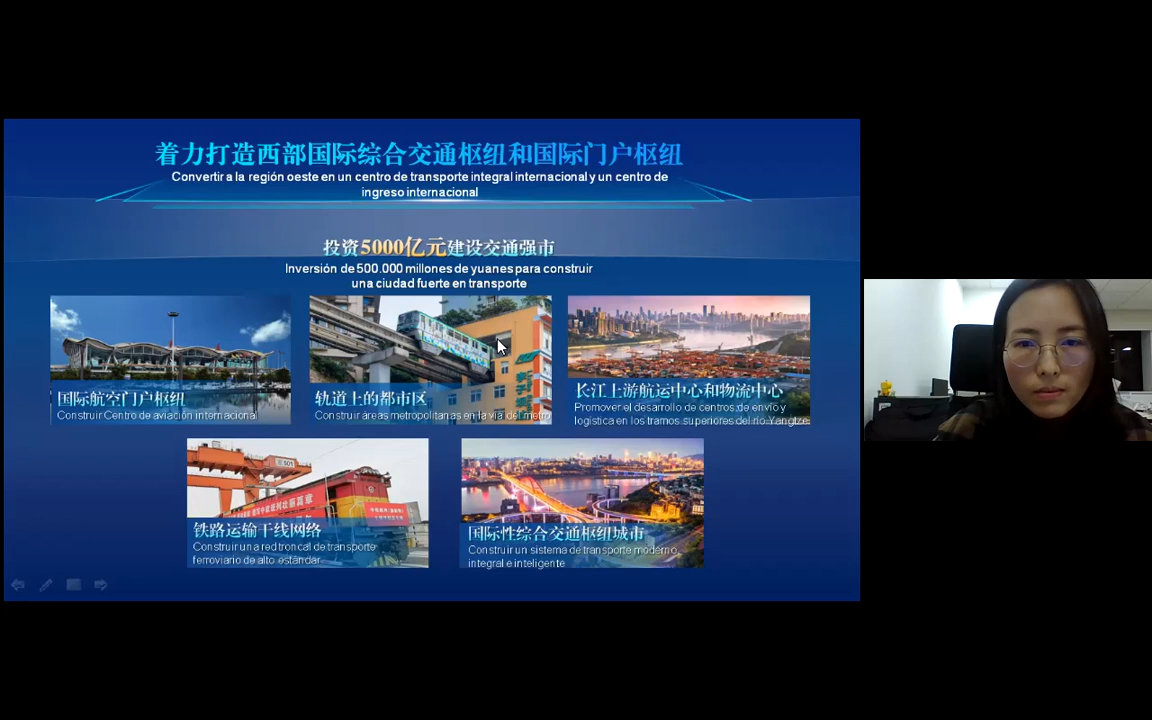 着力打造西部国际综合交通枢纽和国际门户枢纽
Convertir a la región oeste en un centro de transporte integral internacional y un centro de
ingreso internacional
投资5000亿元建设交通强市
Inversión de 500.000 millones de yuanes para construir
una ciudad fuerte en transporte
国际航空门户枢纽
Construir Centro de aviación internacional
轨道上的都市区
Construir áreas metropolitanas en la vía del metro
长江上游航运中心和物流中心
Promover el desarrollo de centros de envío y
logística en los tramos superiores del río Yangtze
铁路运输干线网络
Construir una red troncal de transporte
ferroviario de alto estándar
国际性综合交通枢纽城市
Construir un sistema de transporte moderno,
integral e inteligente